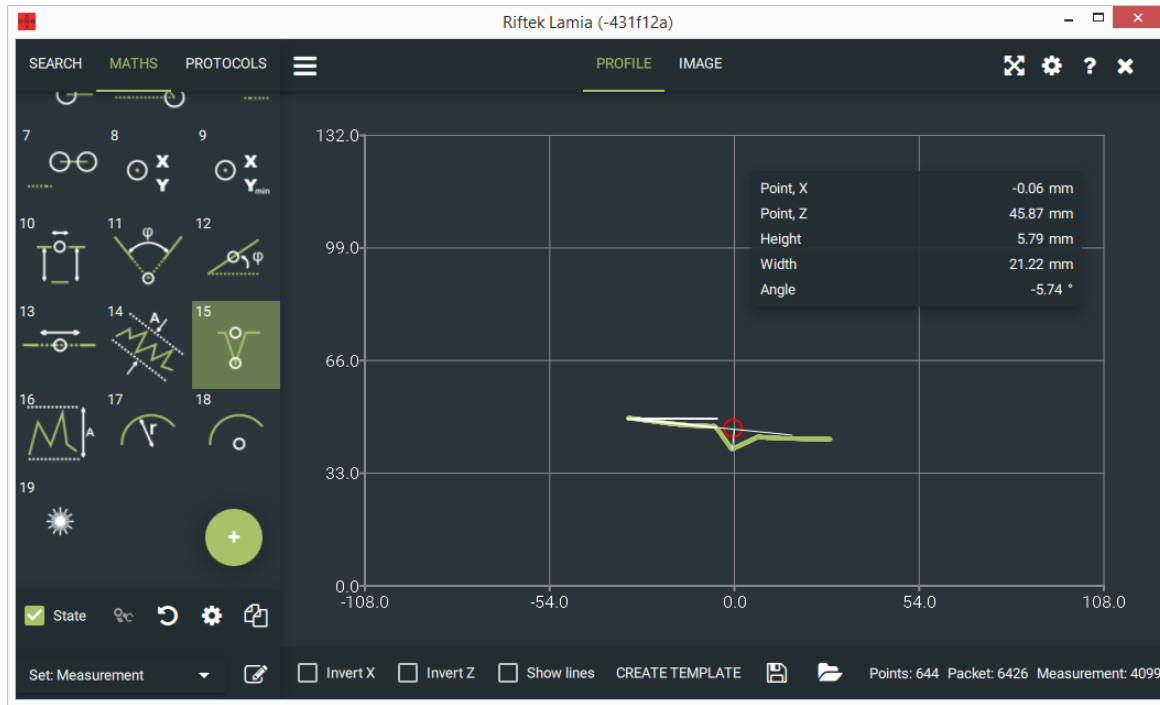 Riftek Lamia (-431f12a)
SEARCH MATHS PROTOCOLS
PROFILE IMAGE
7 8 9
X
Y
X
Ymin
10 11 12
φ
φ
13 14 15
A
16 17 18
A
r
19
+
State
Set: Measurement
132.0
99.0
66.0
33.0
0.0
-108.0 -54.0 0.0 54.0 108.0
Point, X -0.06 mm
Point, Z 45.87 mm
Height 5.79 mm
Width 21.22 mm
Angle -5.74 °
Invert X Invert Z Show lines CREATE TEMPLATE Points: 644 Packet: 6426 Measurement: 4099